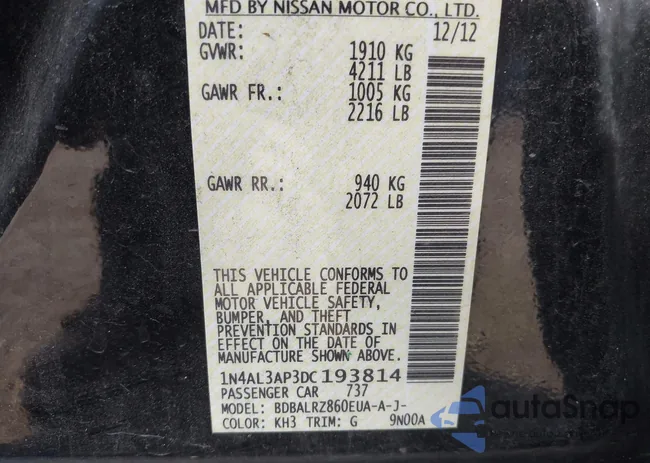 MFD BY NISSAN MOTOR CO., LTD.
DATE: 12/12
GVWR: 1910 KG
4211 LB
GAWR FR.: 1005 KG
2216 LB
GAWR RR.: 940 KG
2072 LB
THIS VEHICLE CONFORMS TO
ALL APPLICABLE FEDERAL
MOTOR VEHICLE SAFETY,
BUMPER, AND THEFT
PREVENTION STANDARDS IN
EFFECT ON THE DATE OF
MANUFACTURE SHOWN ABOVE.
1N4AL3AP3DC193814
PASSENGER CAR 737
MODEL: BDBALRZ860EUA-A-J-
COLOR: KH3 TRIM: G 9N00A
autoSnap